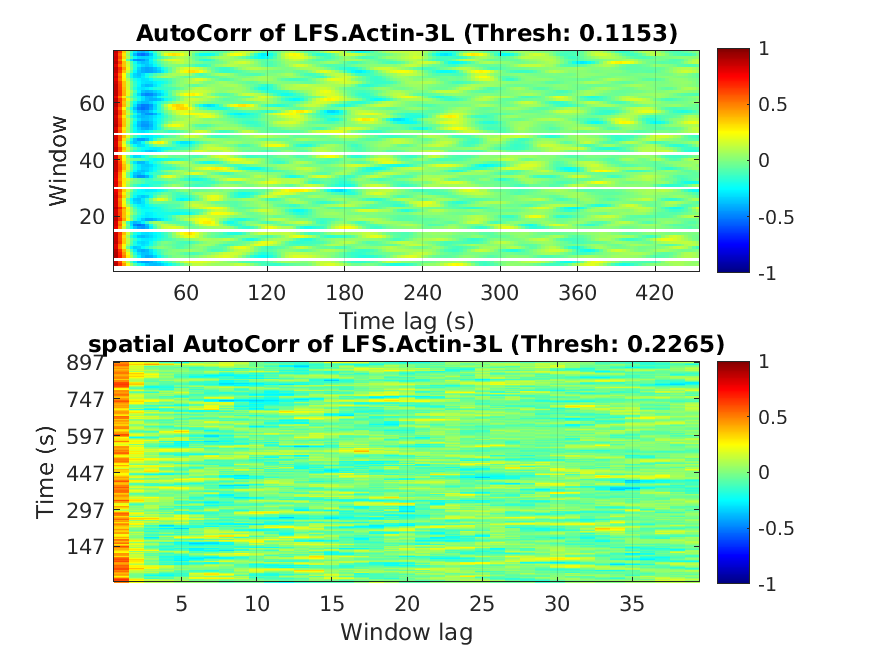 AutoCorr of LFS.Actin-3L (Thresh: 0.1153)
Window
60
40
20
60 120 180 240 300 360 420
Time lag (s)
1
0.5
0
-0.5
-1
spatial AutoCorr of LFS.Actin-3L (Thresh: 0.2265)
Time (s)
897
747
597
447
297
147
5 10 15 20 25 30 35
Window lag
1
0.5
0
-0.5
-1